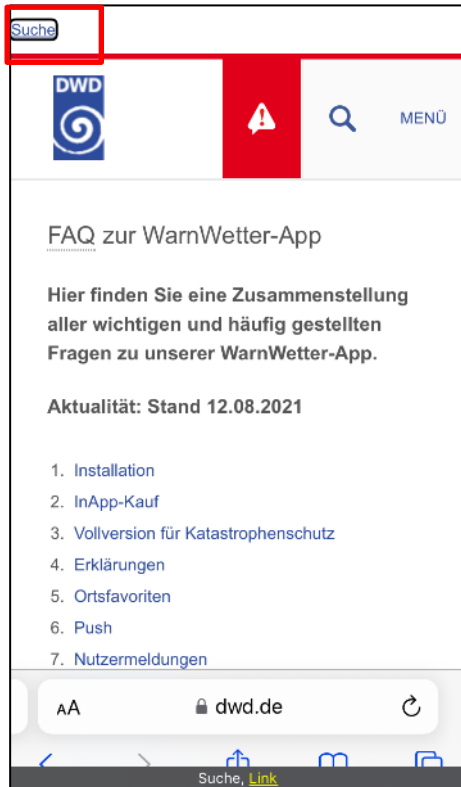 Suche
DWD
MENÜ
FAQ zur WarnWetter-App
Hier finden Sie eine Zusammenstellung
aller wichtigen und häufig gestellten
Fragen zu unserer WarnWetter-App.
Aktualität: Stand 12.08.2021
1. Installation
2. InApp-Kauf
3. Vollversion für Katastrophenschutz
4. Erklärungen
5. Ortsfavoriten
6. Push
7. Nutzermeldungen
AA dwd.de
Suche, Link